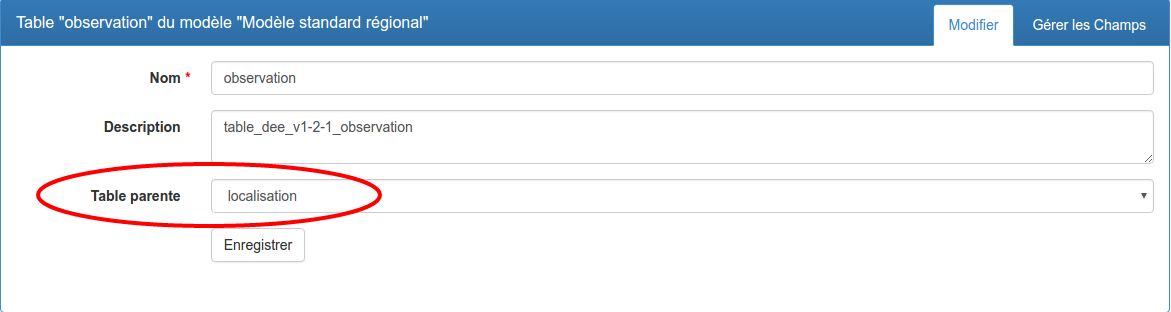 Table "observation" du modèle "Modèle standard régional"
Modifier
Gérer les Champs
Nom *
observation
Description
table_dee_v1-2-1_observation
Table parente
localisation
Enregistrer